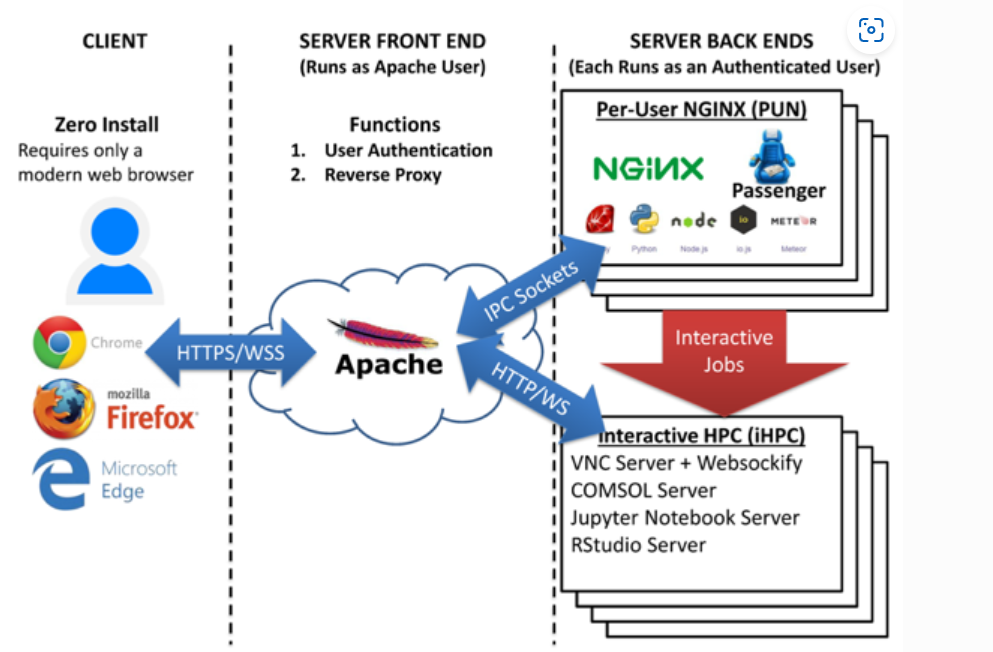 CLIENT
Zero Install
Requires only a
modern web browser
Chrome
mozilla
Firefox
Microsoft
Edge
HTTPS/WSS
SERVER FRONT END
(Runs as Apache User)
Functions
1. User Authentication
2. Reverse Proxy
Apache
IPC Sockets
HTTP/WS
SERVER BACK ENDS
(Each Runs as an Authenticated User)
Per-User NGINX (PUN)
NGINX
Passenger
node
io
METEOR
Python
Node.js
io.js
Meteor
Interactive
Jobs
Interactive HPC (iHPC)
VNC Server + Websockify
COMSOL Server
Jupyter Notebook Server
RStudio Server